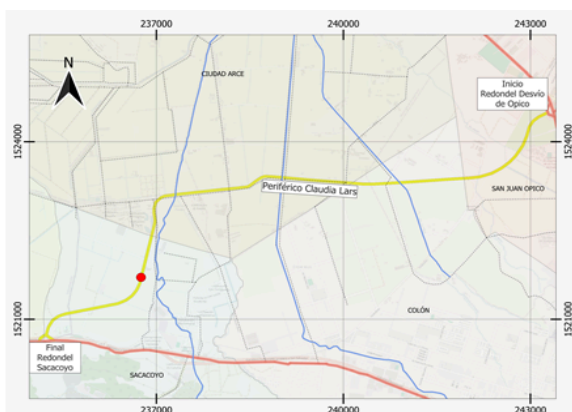 237000
240000
243000
N
CIUDAD ARCE
Inicio
Redondel Desvío
de Opico
1524000
1524000
Periférico Claudia Lars
SAN JUAN OPICO
COLÓN
1521000
1521000
Final
Redondel
Sacacoyo
SACACOYO
237000
240000
243000